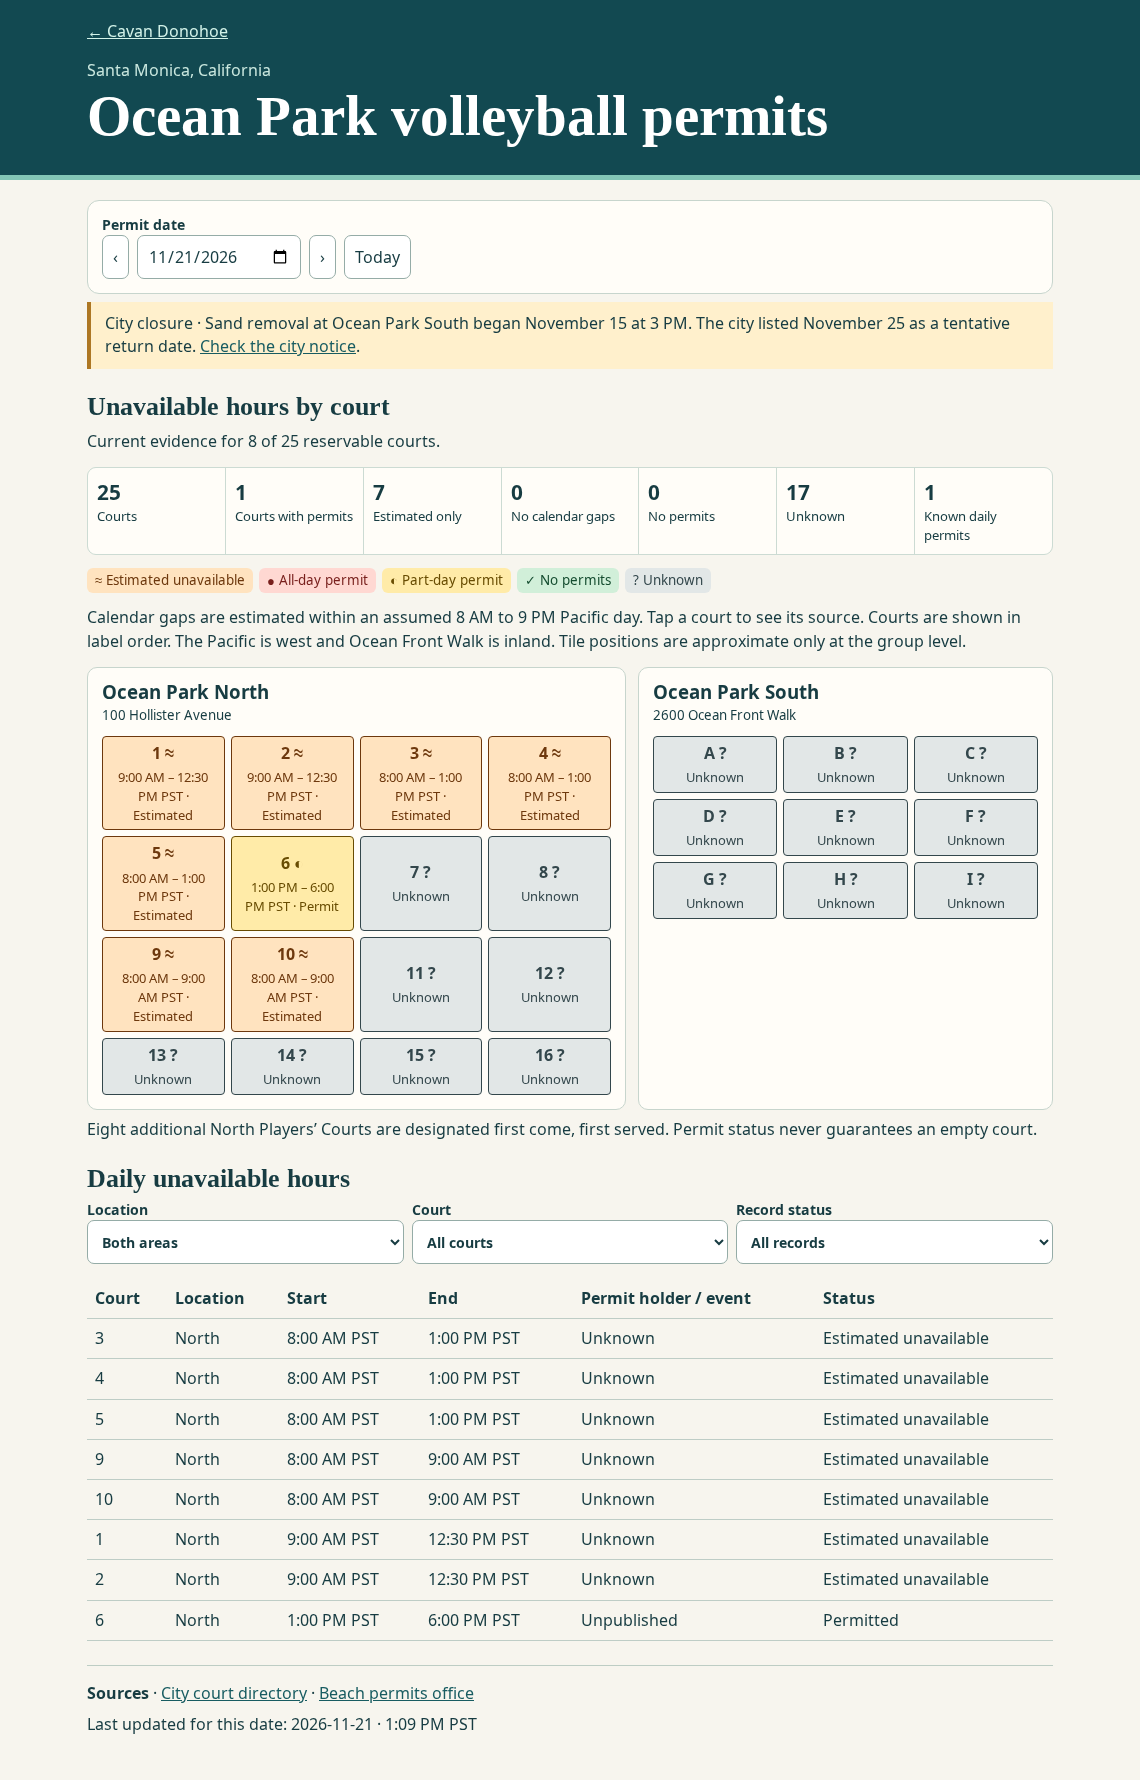 ← Cavan Donohoe
Santa Monica, California
Ocean Park volleyball permits
Permit date
‹ 11/21/2026 › Today
City closure · Sand removal at Ocean Park South began November 15 at 3 PM. The city listed November 25 as a tentative
return date. Check the city notice.
Unavailable hours by court
Current evidence for 8 of 25 reservable courts.
25
Courts
1
Courts with permits
7
Estimated only
0
No calendar gaps
0
No permits
17
Unknown
1
Known daily
permits
≈ Estimated unavailable
● All-day permit
◖ Part-day permit
✓ No permits
? Unknown
Calendar gaps are estimated within an assumed 8 AM to 9 PM Pacific day. Tap a court to see its source. Courts are shown in
label order. The Pacific is west and Ocean Front Walk is inland. Tile positions are approximate only at the group level.
Ocean Park North
100 Hollister Avenue
1 ≈
9:00 AM – 12:30
PM PST ·
Estimated
2 ≈
9:00 AM – 12:30
PM PST ·
Estimated
3 ≈
8:00 AM – 1:00
PM PST ·
Estimated
4 ≈
8:00 AM – 1:00
PM PST ·
Estimated
5 ≈
8:00 AM – 1:00
PM PST ·
Estimated
6 ◖
1:00 PM – 6:00
PM PST · Permit
7 ?
Unknown
8 ?
Unknown
9 ≈
8:00 AM – 9:00
AM PST ·
Estimated
10 ≈
8:00 AM – 9:00
AM PST ·
Estimated
11 ?
Unknown
12 ?
Unknown
13 ?
Unknown
14 ?
Unknown
15 ?
Unknown
16 ?
Unknown
Ocean Park South
2600 Ocean Front Walk
A ?
Unknown
B ?
Unknown
C ?
Unknown
D ?
Unknown
E ?
Unknown
F ?
Unknown
G ?
Unknown
H ?
Unknown
I ?
Unknown
Eight additional North Players’ Courts are designated first come, first served. Permit status never guarantees an empty court.
Daily unavailable hours
Location
Both areas
Court
All courts
Record status
All records
Court Location Start End Permit holder / event Status
3 North 8:00 AM PST 1:00 PM PST Unknown Estimated unavailable
4 North 8:00 AM PST 1:00 PM PST Unknown Estimated unavailable
5 North 8:00 AM PST 1:00 PM PST Unknown Estimated unavailable
9 North 8:00 AM PST 9:00 AM PST Unknown Estimated unavailable
10 North 8:00 AM PST 9:00 AM PST Unknown Estimated unavailable
1 North 9:00 AM PST 12:30 PM PST Unknown Estimated unavailable
2 North 9:00 AM PST 12:30 PM PST Unknown Estimated unavailable
6 North 1:00 PM PST 6:00 PM PST Unpublished Permitted
Sources · City court directory · Beach permits office
Last updated for this date: 2026-11-21 · 1:09 PM PST